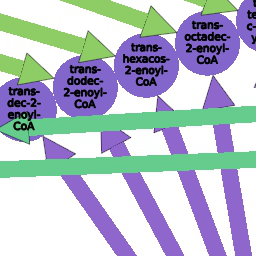 trans-
dec-2-
enoyl-
CoA
trans-
dodec-
2-enoyl-
CoA
trans-
hexacos-
2-enoyl-
CoA
trans-
octadec-
2-enoyl-
CoA